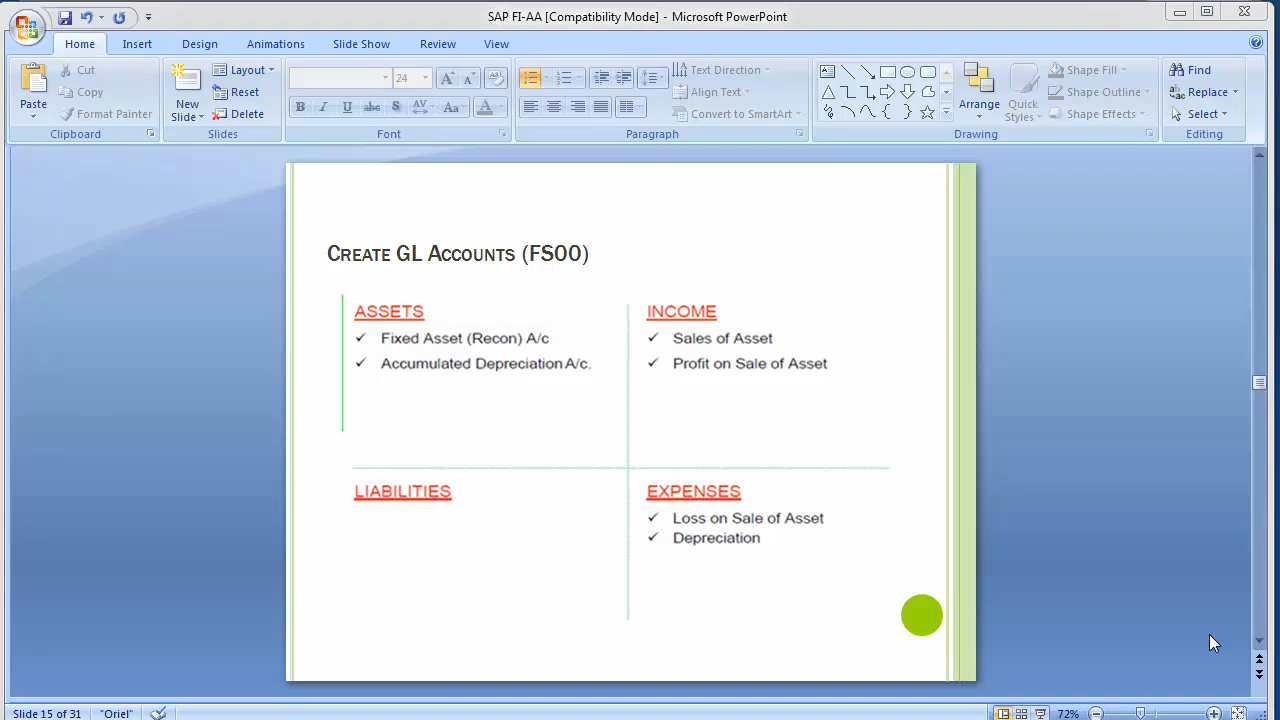 SAP FI-AA [Compatibility Mode] - Microsoft PowerPoint
Home Insert Design Animations Slide Show Review View
Paste
Cut
Copy
Format Painter
Clipboard
New Slide
Layout
Reset
Delete
Slides
24
B I U abc S AV Aa A
Font
Text Direction
Align Text
Convert to SmartArt
Paragraph
Arrange
Quick Styles
Shape Fill
Shape Outline
Shape Effects
Drawing
Find
Replace
Select
Editing
CREATE GL ACCOUNTS (FS00)
ASSETS
Fixed Asset (Recon) A/c
Accumulated Depreciation A/c.
INCOME
Sales of Asset
Profit on Sale of Asset
LIABILITIES
EXPENSES
Loss on Sale of Asset
Depreciation
Slide 15 of 31 "Oriel" 72%